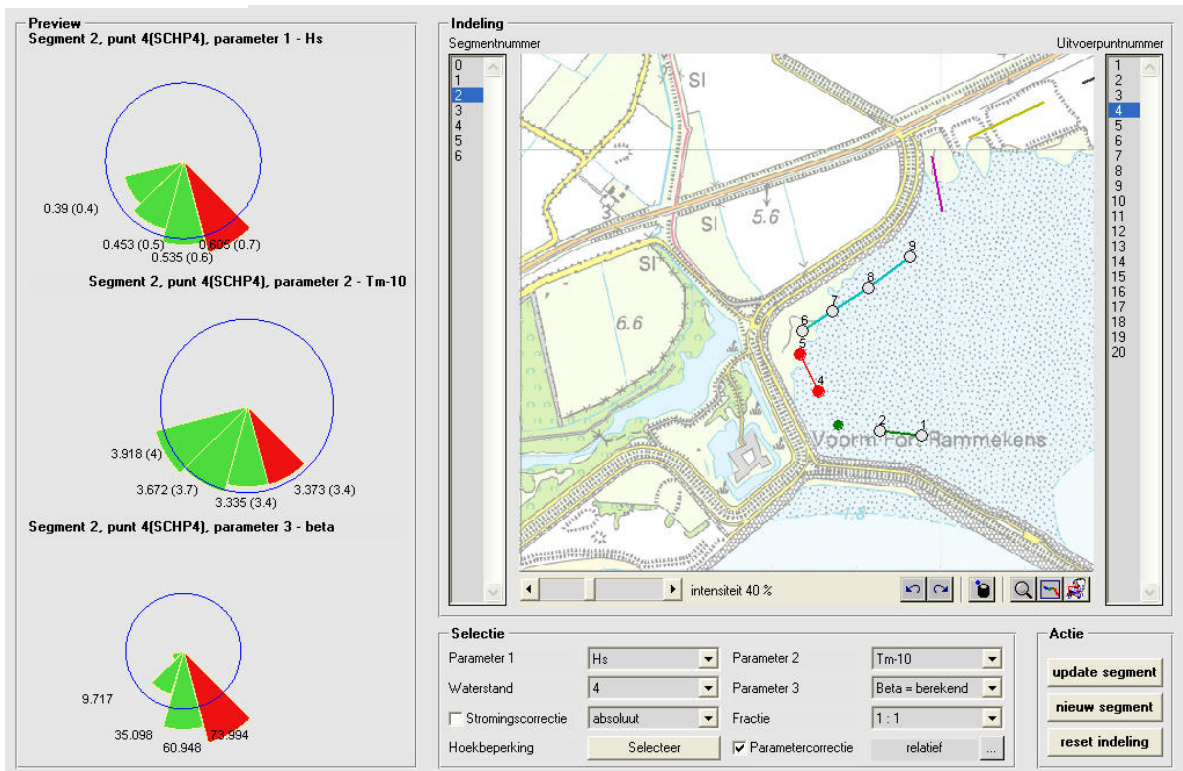 Preview
Segment 2, punt 4(SCHP4), parameter 1 - Hs
0.39 (0.4)
0.453 (0.5)
0.605 (0.7)
0.535 (0.6)
Segment 2, punt 4(SCHP4), parameter 2 - Tm-10
3.918 (4)
3.672 (3.7)
3.373 (3.4)
3.335 (3.4)
Segment 2, punt 4(SCHP4), parameter 3 - beta
9.717
35.098
73.994
60.948
Indeling
Segmentnummer
Uitvoerpuntnummer
0
1
2
3
4
5
6
Sl
3
5.6
Sl
Sl
6.6
9
8
7
6
5
4
2
1
Voorm Fort Rammekens
1.8
1
2
3
4
5
6
7
8
9
10
11
12
13
14
15
16
17
18
19
20
intensiteit 40 %
Selectie
Parameter 1 Hs Parameter 2 Tm-10
Waterstand 4 Parameter 3 Beta = berekend
Stromingscorrectie absoluut Fractie 1 : 1
Hoekbeperking Selecteer Parametercorrectie relatief ...
Actie
update segment
nieuw segment
reset indeling